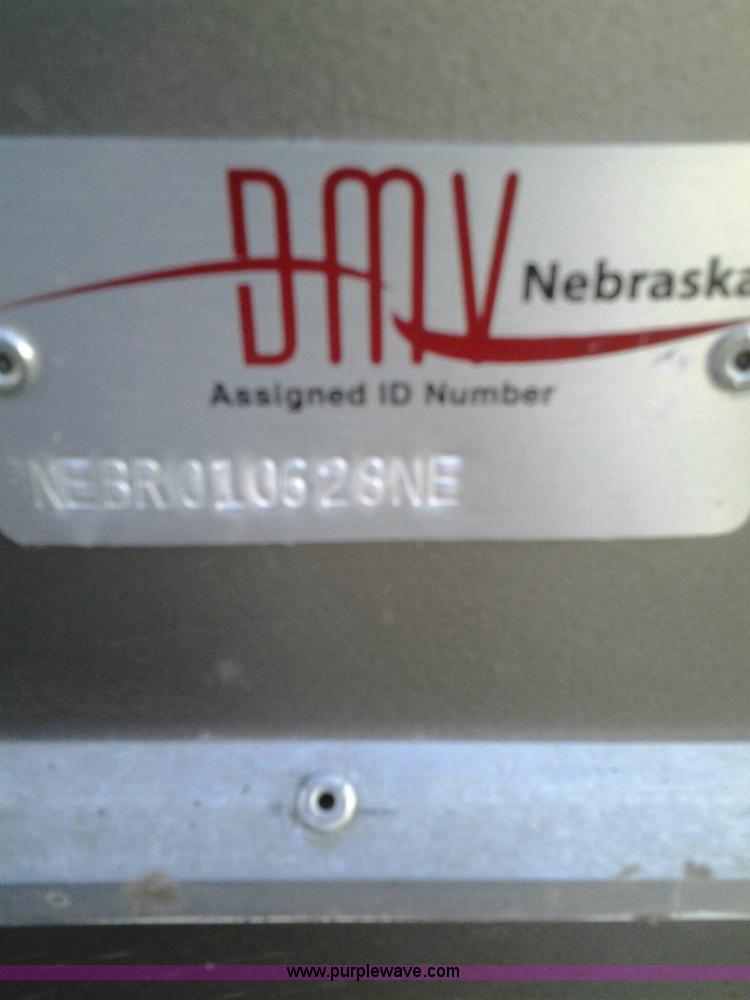 DMV
Nebraska
Assigned ID Number
NEBR010628NE
www.purplewave.com